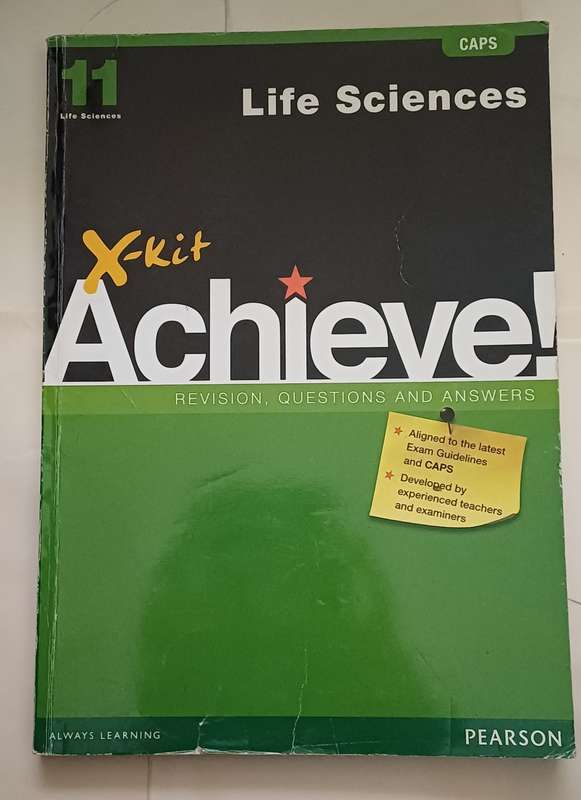 CAPS
11
Life Sciences
Life Sciences
X-Kit
Achieve!
REVISION, QUESTIONS AND ANSWERS
Aligned to the latest
Exam Guidelines
and CAPS
Developed by
experienced teachers
and examiners
ALWAYS LEARNING
PEARSON